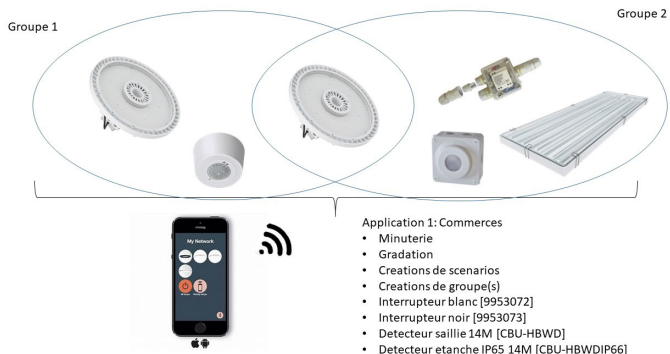 Groupe 1
Groupe 2
My Network
Application 1: Commerces
• Minuterie
• Gradation
• Creations de scenarios
• Creations de groupe(s)
• Interrupteur blanc [9953072]
• Interrupteur noir [9953073]
• Detecteur saillie 14M [CBU-HBWD]
• Detecteur etanche IP65 14M [CBU-HBWDIP66]